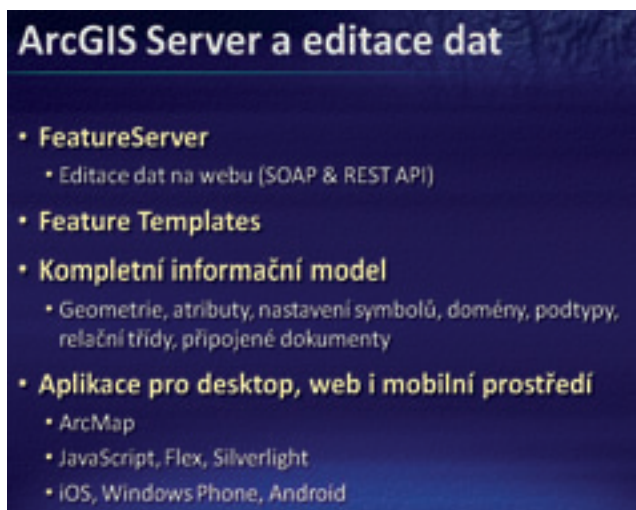 ArcGIS Server a editace dat
• FeatureServer
• Editace dat na webu (SOAP & REST API)
• Feature Templates
• Kompletní informační model
• Geometrie, atributy, nastavení symbolů, domény, podtypy,
relační třídy, připojené dokumenty
• Aplikace pro desktop, web i mobilní prostředí
• ArcMap
• JavaScript, Flex, Silverlight
• iOS, Windows Phone, Android